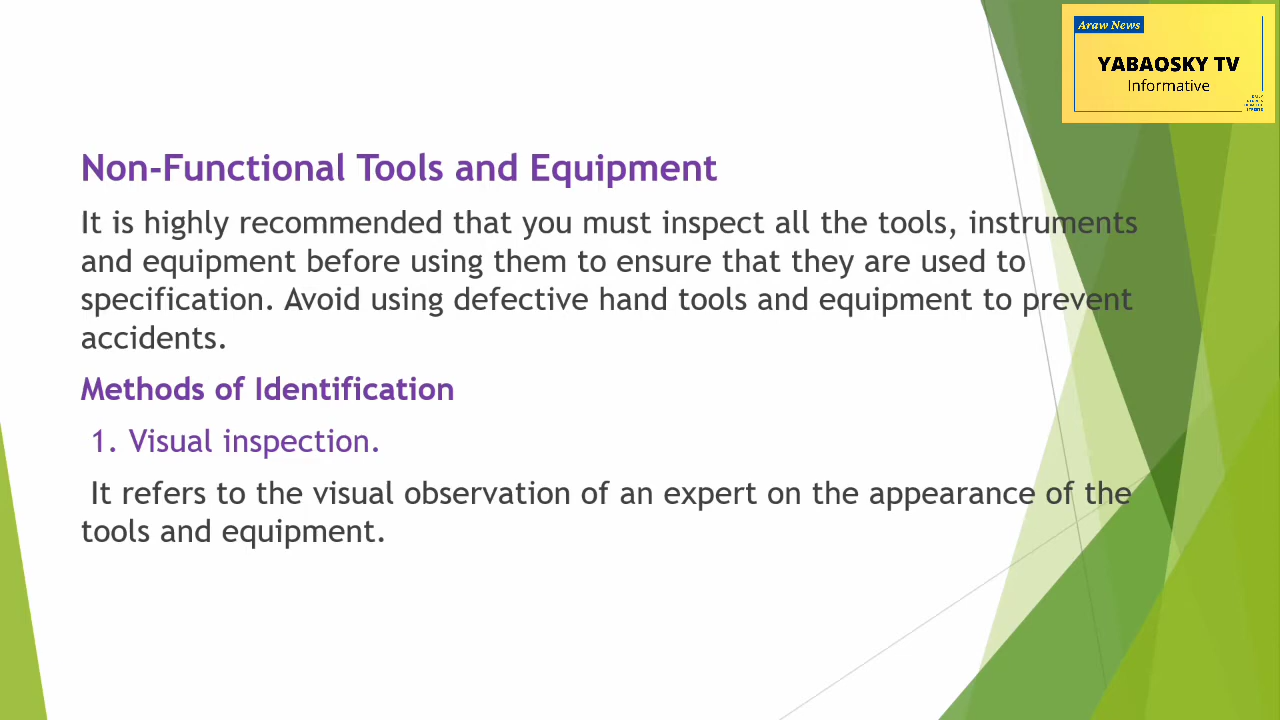 Araw News
YABAOSKY TV
Informative
Non-Functional Tools and Equipment
It is highly recommended that you must inspect all the tools, instruments
and equipment before using them to ensure that they are used to
specification. Avoid using defective hand tools and equipment to prevent
accidents.
Methods of Identification
1. Visual inspection.
It refers to the visual observation of an expert on the appearance of the
tools and equipment.